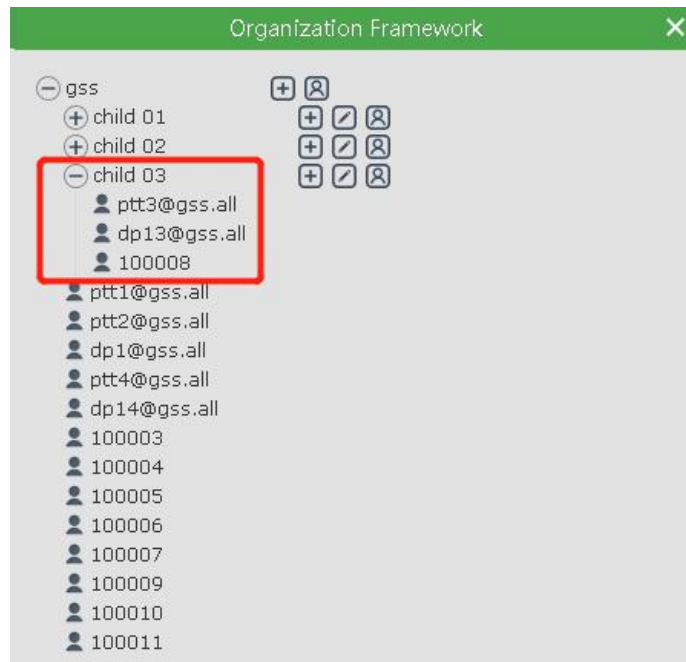 Organization Framework
gss
child 01
child 02
child 03
ptt3@gss.all
dp13@gss.all
100008
ptt1@gss.all
ptt2@gss.all
dp1@gss.all
ptt4@gss.all
dp14@gss.all
100003
100004
100005
100006
100007
100009
100010
100011